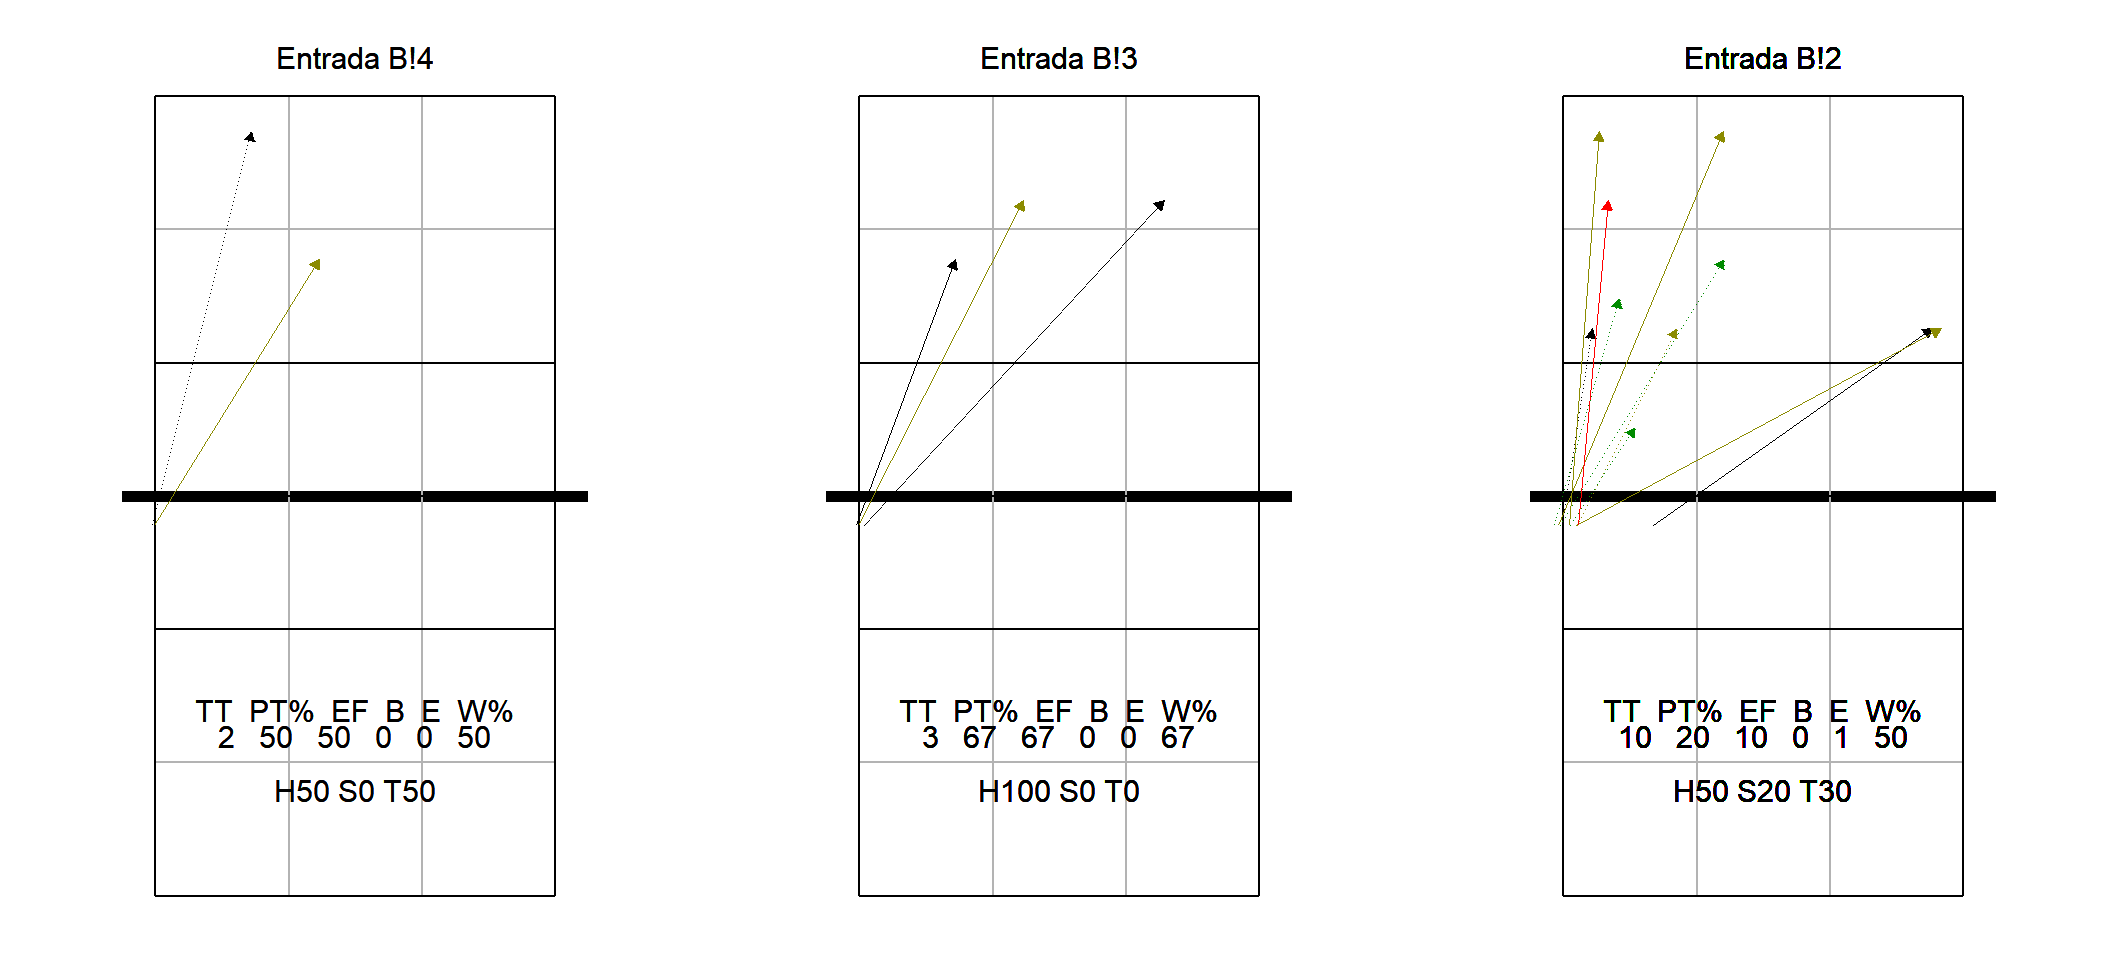 Entrada B!4
TT PT% EF B E W%
2 50 50 0 0 50
H50 S0 T50
Entrada B!3
TT PT% EF B E W%
3 67 67 0 0 67
H100 S0 T0
Entrada B!2
TT PT% EF B E W%
10 20 10 0 1 50
H50 S20 T30